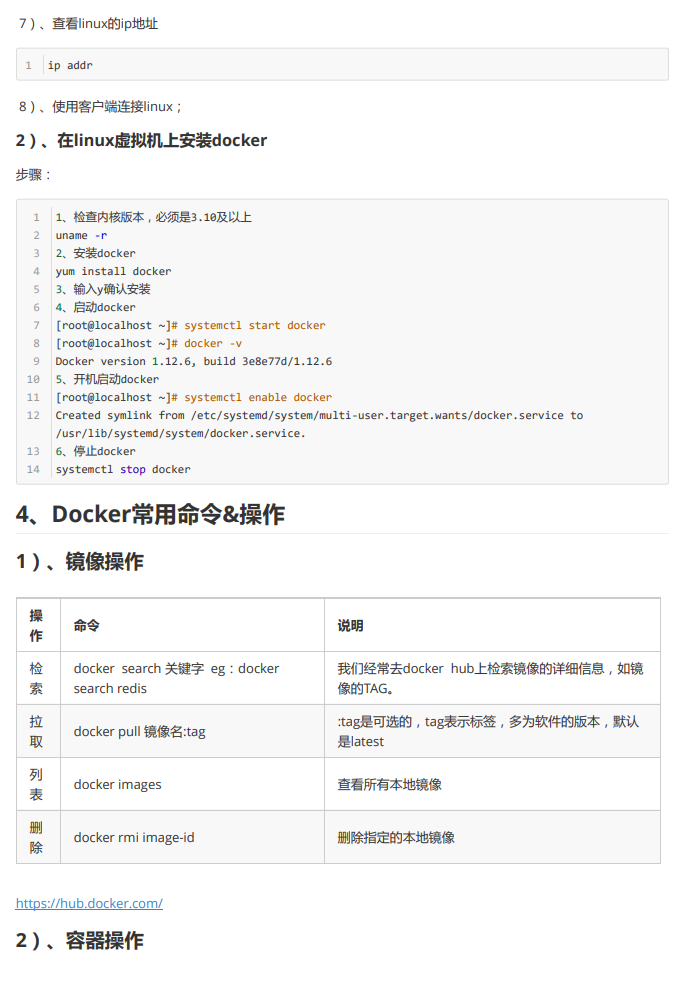 7）、查看linux的ip地址
1 ip addr
8）、使用客户端连接linux；
2）、在linux虚拟机上安装docker
步骤：
1 1、检查内核版本，必须是3.10及以上
2 uname -r
3 2、安装docker
4 yum install docker
5 3、输入y确认安装
6 4、启动docker
7 [root@localhost ~]# systemctl start docker
8 [root@localhost ~]# docker -v
9 Docker version 1.12.6, build 3e8e77d/1.12.6
10 5、开机启动docker
11 [root@localhost ~]# systemctl enable docker
12 Created symlink from /etc/systemd/system/multi-user.target.wants/docker.service to
/usr/lib/systemd/system/docker.service.
13 6、停止docker
14 systemctl stop docker
4、Docker常用命令&操作
1）、镜像操作
操
作
命令
说明
检
索
docker search 关键字 eg：docker
search redis
我们经常去docker hub上检索镜像的详细信息，如镜
像的TAG。
拉
取
docker pull 镜像名:tag
:tag是可选的，tag表示标签，多为软件的版本，默认
是latest
列
表
docker images
查看所有本地镜像
删
除
docker rmi image-id
删除指定的本地镜像
https://hub.docker.com/
2）、容器操作